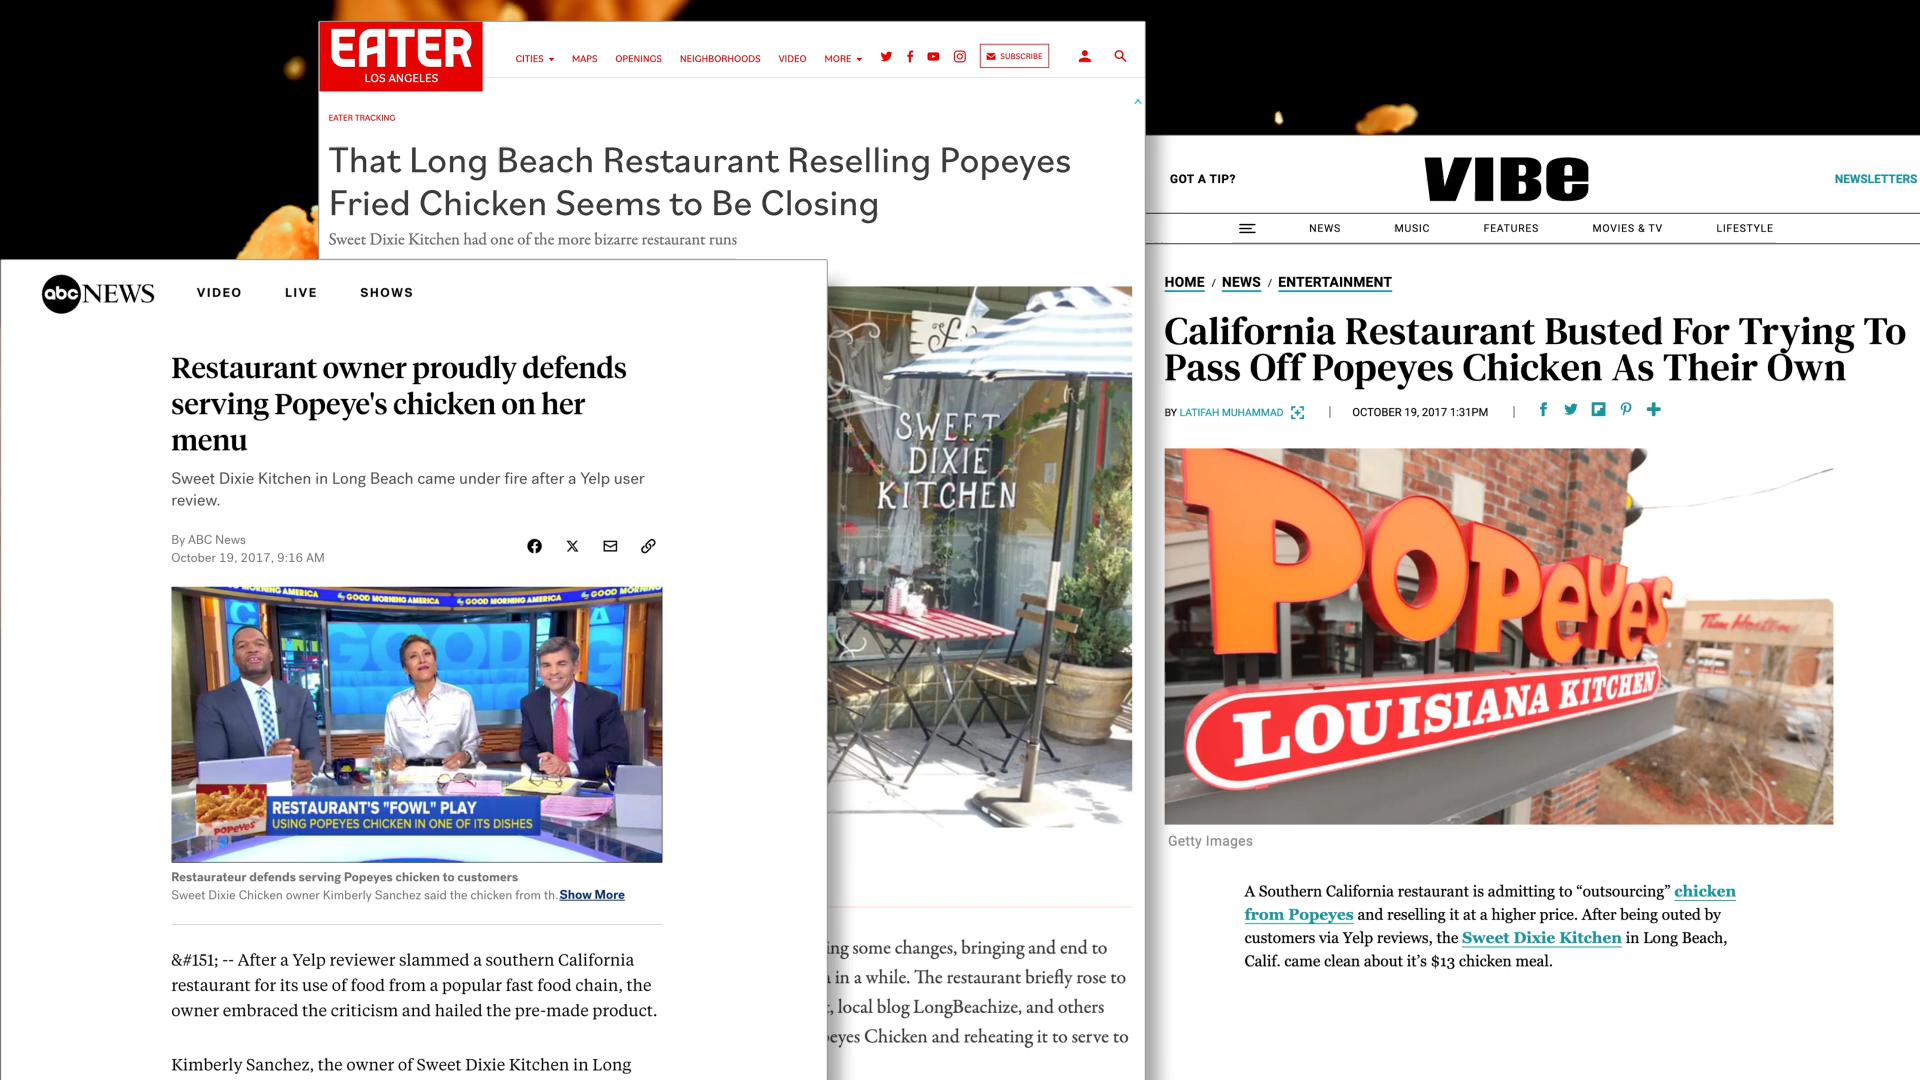 EATER
LOS ANGELES
CITIES MAPS OPENINGS NEIGHBORHOODS VIDEO MORE SUBSCRIBE
EATER TRACKING
That Long Beach Restaurant Reselling Popeyes
Fried Chicken Seems to Be Closing
Sweet Dixie Kitchen had one of the more bizarre restaurant runs
SWEET
DIXIE
KITCHEN
ing some changes, bringing and end to
in a while. The restaurant briefly rose to
, local blog LongBeachize, and others
eyes Chicken and reheating it to serve to
abc NEWS VIDEO LIVE SHOWS
Restaurant owner proudly defends
serving Popeye's chicken on her
menu
Sweet Dixie Kitchen in Long Beach came under fire after a Yelp user
review.
By ABC News
October 19, 2017, 9:16 AM
RNING AMERICA GOOD MORNING AMERICA GOOD MORNING AMERICA GOOD MORNING
GOOD
POPEYES
RESTAURANT'S "FOWL" PLAY
USING POPEYES CHICKEN IN ONE OF ITS DISHES
Restaurateur defends serving Popeyes chicken to customers
Sweet Dixie Chicken owner Kimberly Sanchez said the chicken from th. Show More
&#151; -- After a Yelp reviewer slammed a southern California
restaurant for its use of food from a popular fast food chain, the
owner embraced the criticism and hailed the pre-made product.
Kimberly Sanchez, the owner of Sweet Dixie Kitchen in Long
GOT A TIP? VIBE NEWSLETTERS
NEWS MUSIC FEATURES MOVIES & TV LIFESTYLE
HOME / NEWS / ENTERTAINMENT
California Restaurant Busted For Trying To
Pass Off Popeyes Chicken As Their Own
BY LATIFAH MUHAMMAD | OCTOBER 19, 2017 1:31PM |
POPEYES
LOUISIANA KITCHEN
Tim Hortons
Getty Images
A Southern California restaurant is admitting to “outsourcing” chicken
from Popeyes and reselling it at a higher price. After being outed by
customers via Yelp reviews, the Sweet Dixie Kitchen in Long Beach,
Calif. came clean about it’s $13 chicken meal.